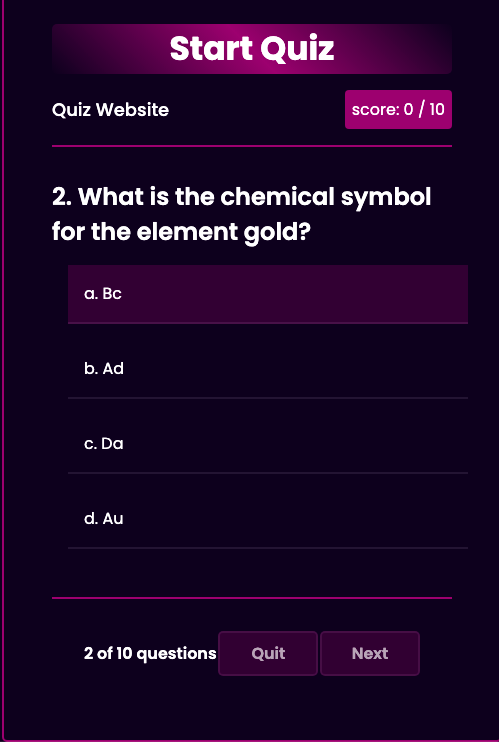 Start Quiz
Quiz Website
score: 0 / 10
2. What is the chemical symbol
for the element gold?
a. Bc
b. Ad
c. Da
d. Au
2 of 10 questions
Quit
Next